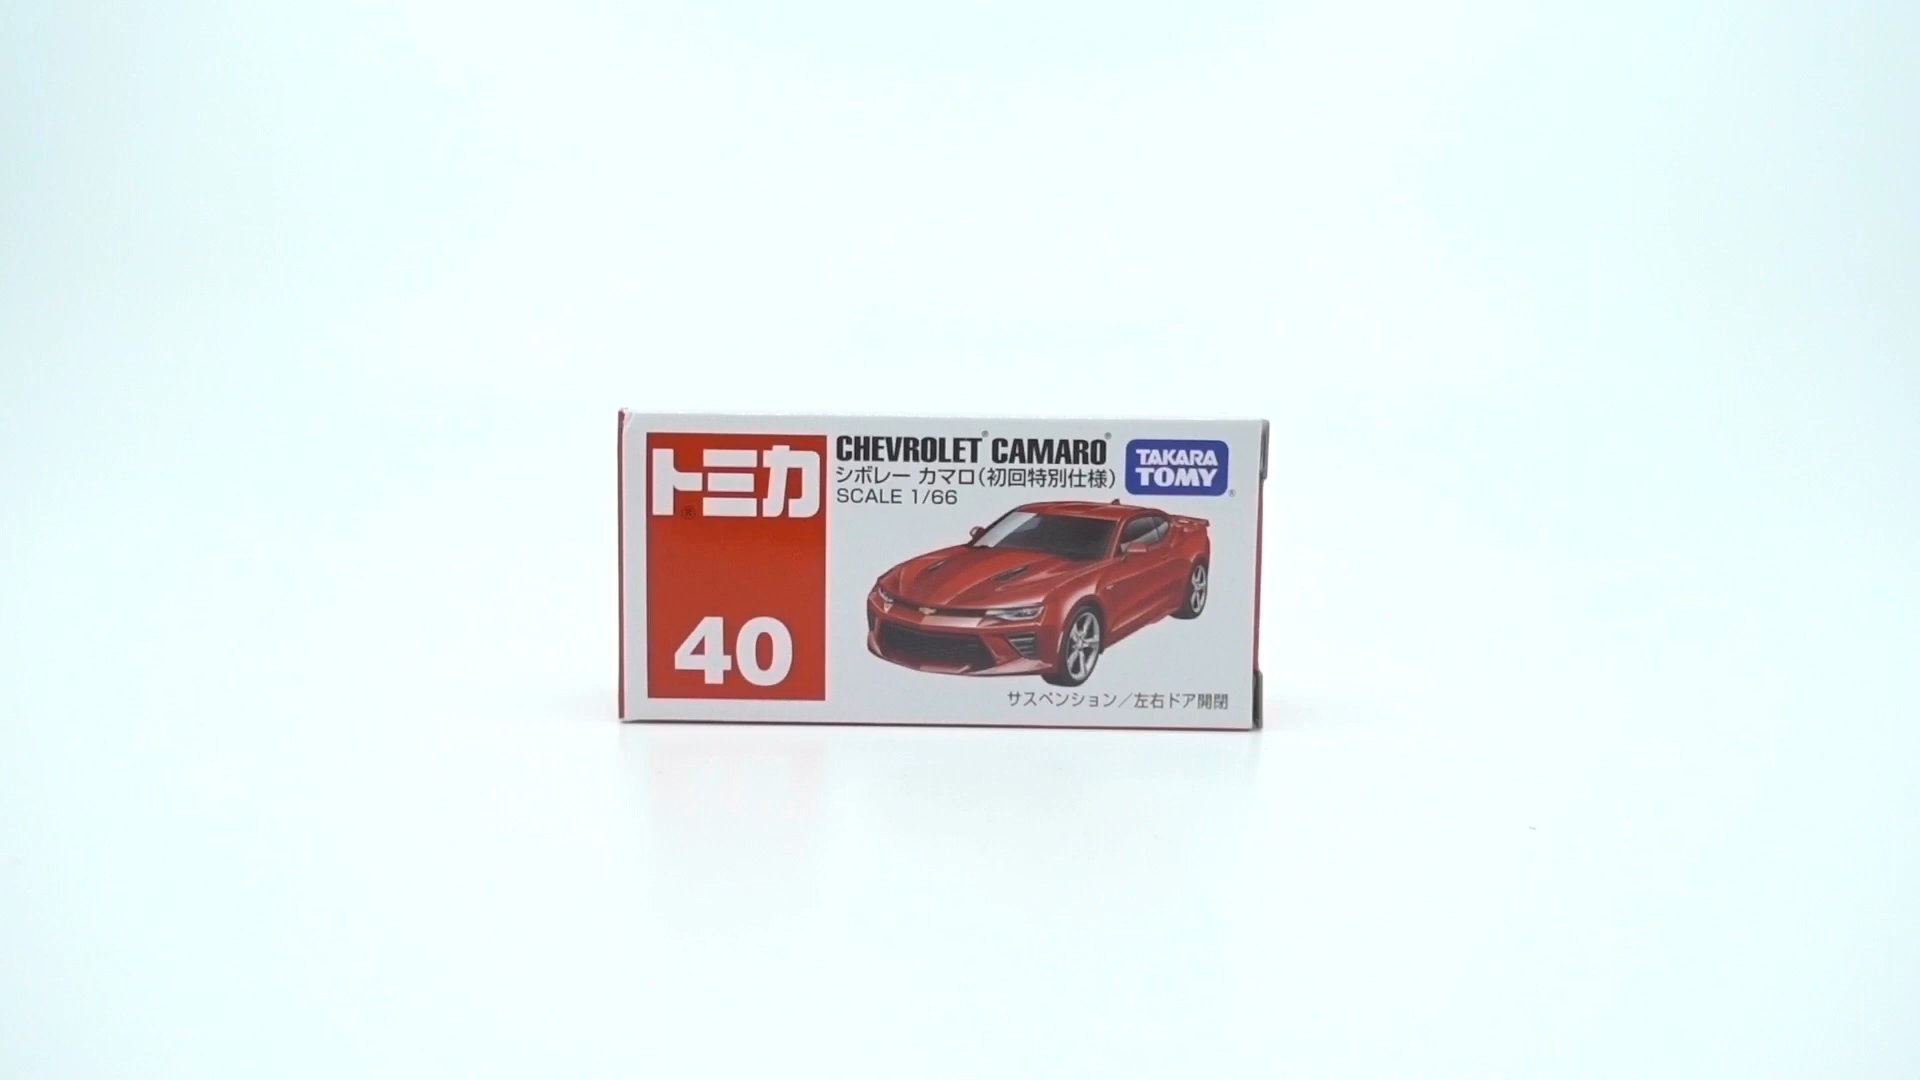 トミカ®
40
CHEVROLET® CAMARO®
シボレー カマロ(初回特別仕様)
SCALE 1/66
TAKARA
TOMY®
サスペンション/左右ドア開閉